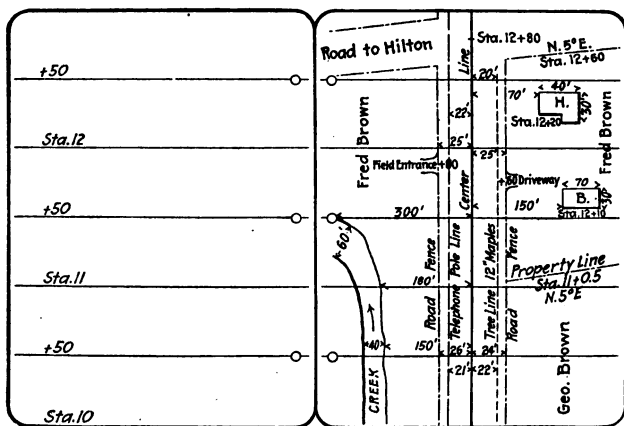 +50
Sta.12
+50
Sta.11
+50
Sta.10
Road to Hilton
Line
Sta. 12+80
N.5°E.
Sta. 12+60
20'
70'
40'
H.
30'
22'
Sta.12+20
Fred Brown
25'
25'
Fred Brown
Field Entrance +80
+60 Driveway
70
B.
30'
Center
150'
Sta. 12+10
300'
60'
Road Fence
Telephone Pole Line
Tree Line 12" Maples
Road Fence
Property Line
Sta. 11+0.5
N.5°E
180'
40'
150'
26'
24'
21'
22'
CREEK
Geo. Brown